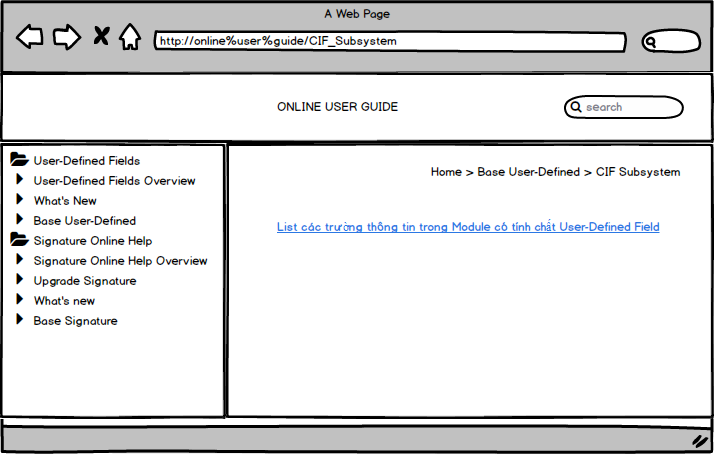 A Web Page
http://online%user%guide/CIF_Subsystem
ONLINE USER GUIDE
search
User-Defined Fields
User-Defined Fields Overview
What's New
Base User-Defined
Signature Online Help
Signature Online Help Overview
Upgrade Signature
What's new
Base Signature
Home > Base User-Defined > CIF Subsystem
List các trường thông tin trong Module có tính chất User-Defined Field